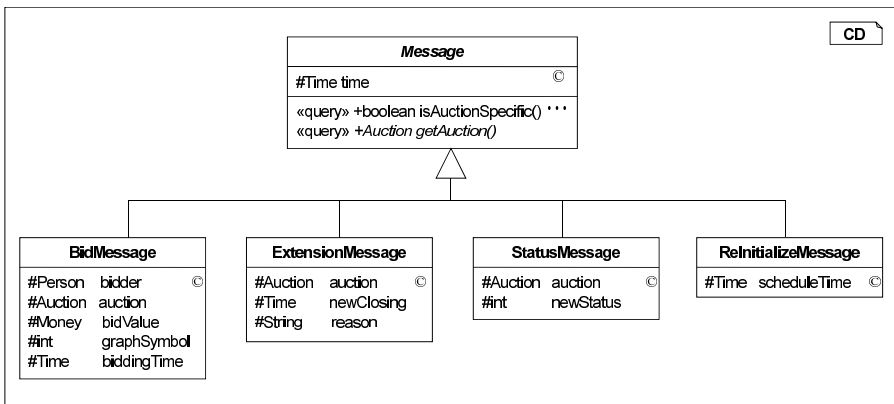 CD
Message
#Time time ©
«query» +boolean isAuctionSpecific() •••
«query» +Auction getAuction()
BidMessage
#Person bidder ©
#Auction auction
#Money bidValue
#int graphSymbol
#Time biddingTime
ExtensionMessage
#Auction auction ©
#Time newClosing
#String reason
StatusMessage
#Auction auction ©
#int newStatus
ReInitializeMessage
#Time scheduleTime ©